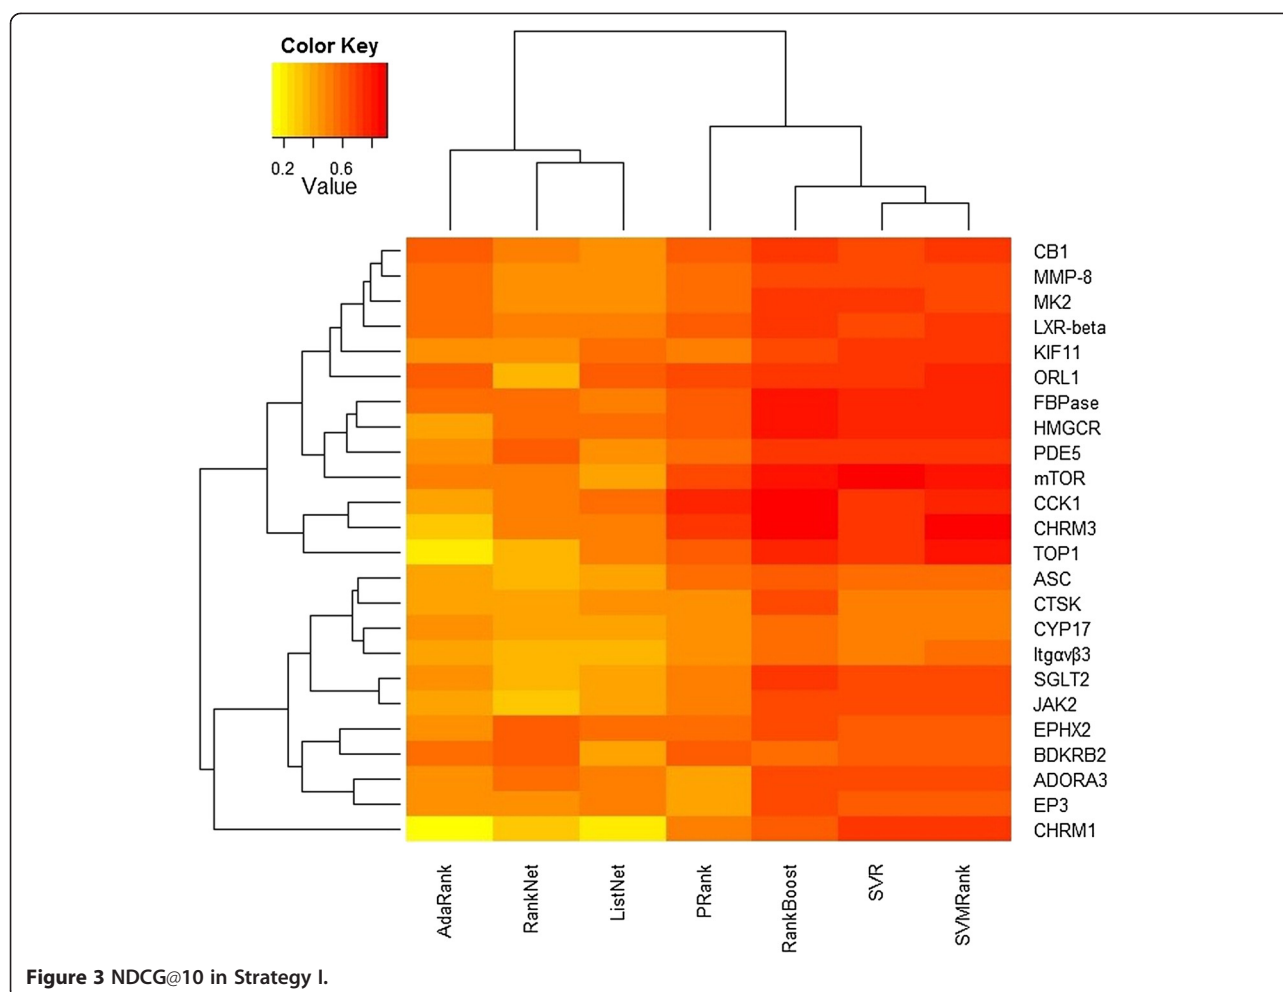 Color Key
0.2 0.6
Value
CB1
MMP-8
MK2
LXR-beta
KIF11
ORL1
FBPase
HMGCR
PDE5
mTOR
CCK1
CHRM3
TOP1
ASC
CTSK
CYP17
Itgαvβ3
SGLT2
JAK2
EPHX2
BDKRB2
ADORA3
EP3
CHRM1
AdaRank
RankNet
ListNet
PRank
RankBoost
SVR
SVMRank
Figure 3 NDCG@10 in Strategy I.